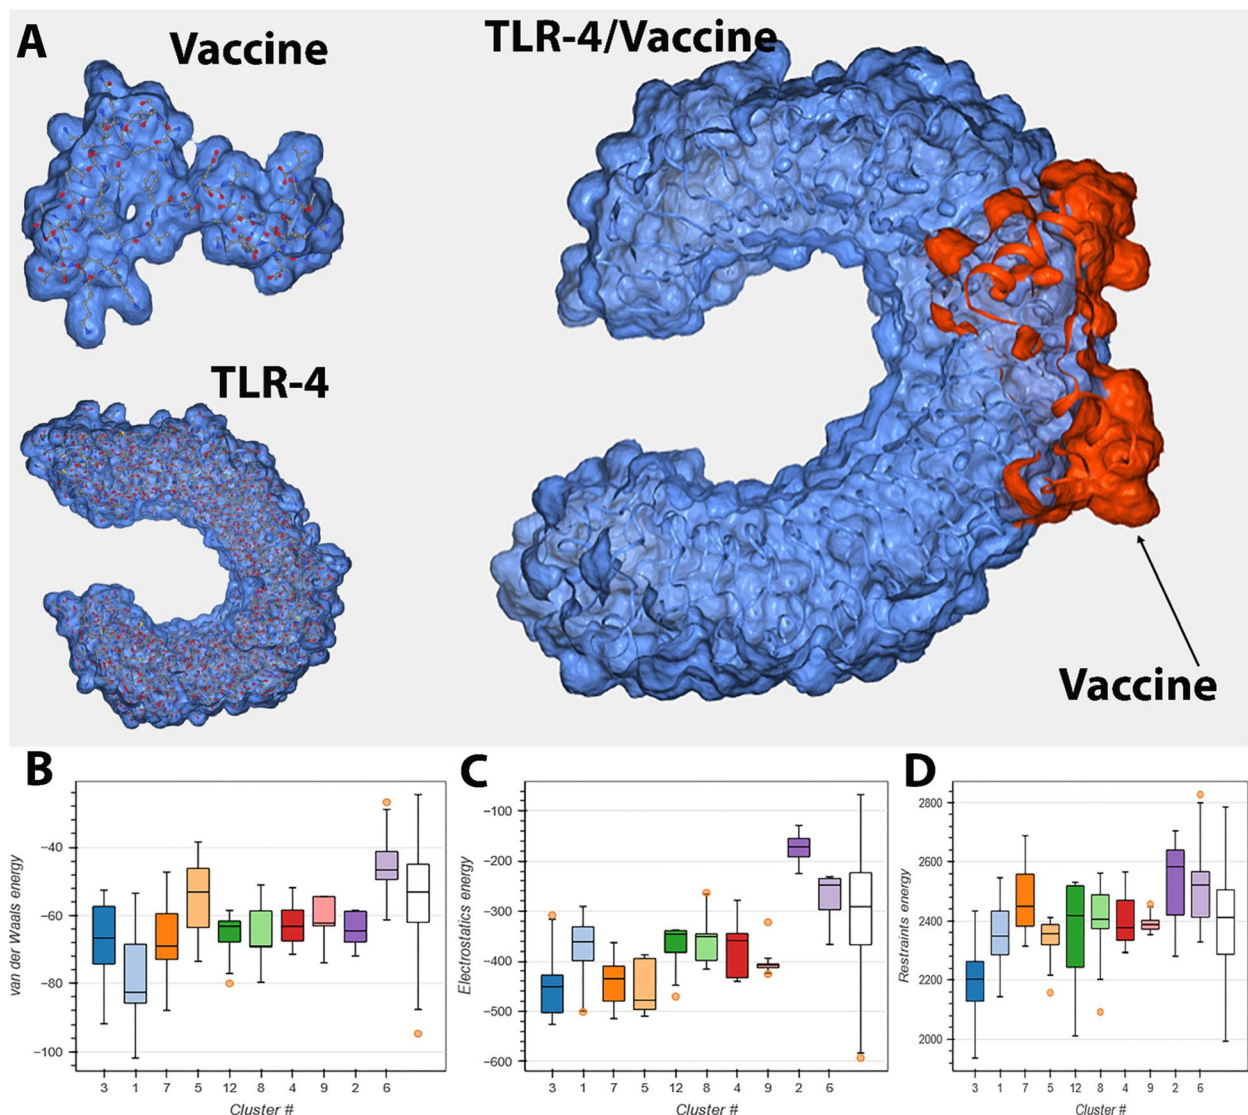 A
Vaccine
TLR-4/Vaccine
TLR-4
Vaccine
B
van der Waals energy
−40
−60
−80
−100
3 1 7 5 12 8 4 9 2 6
Cluster #
C
Electrostatics energy
−100
−200
−300
−400
−500
−600
3 1 7 5 12 8 4 9 2 6
Cluster #
D
Restraints energy
2800
2600
2400
2200
2000
3 1 7 5 12 8 4 9 2 6
Cluster #